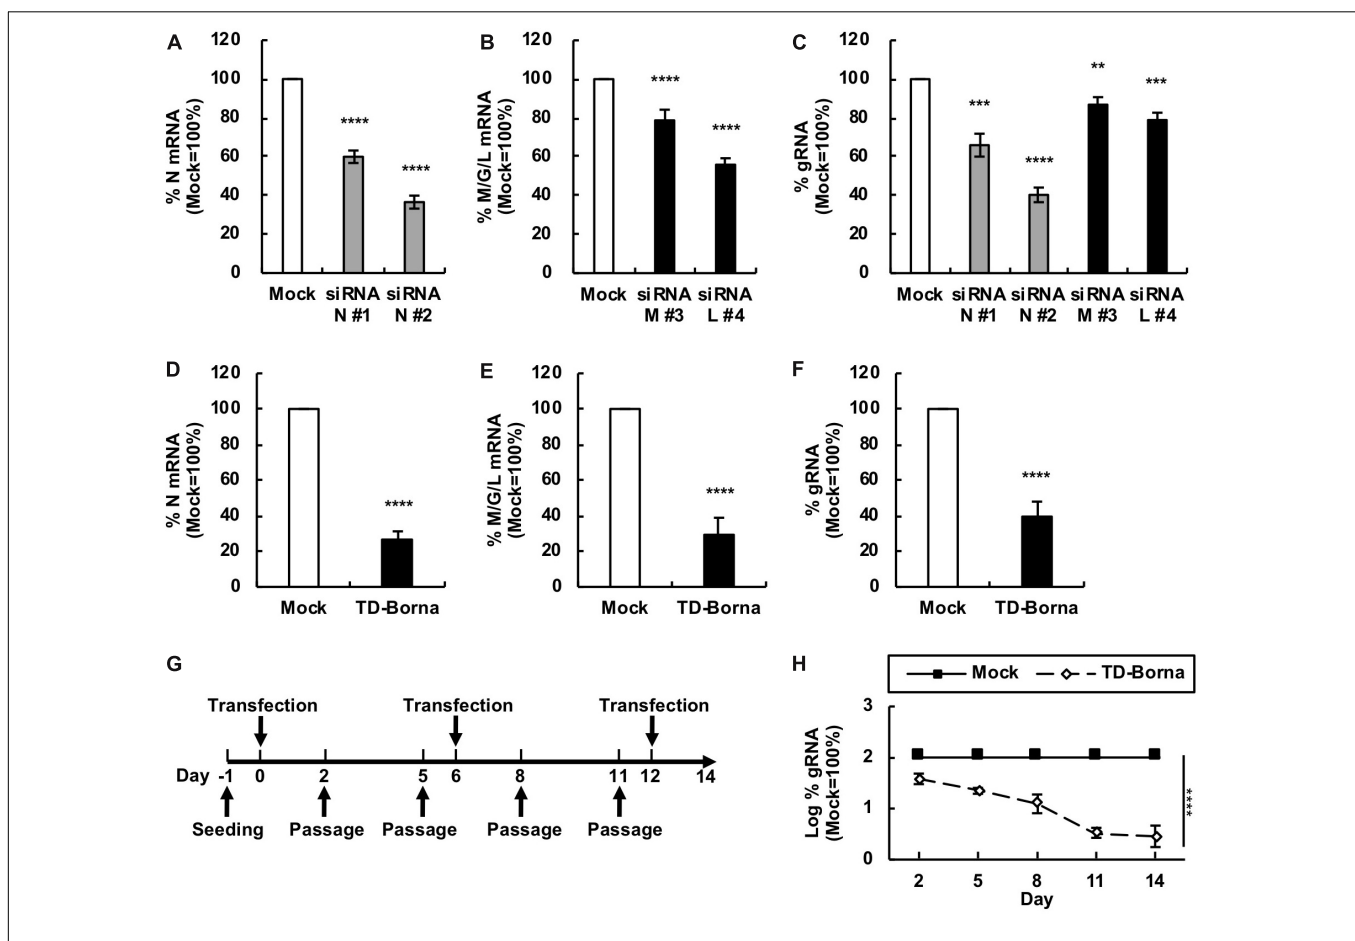 A
120
100
80
60
40
20
0
% N mRNA
(Mock=100%)
****
****
Mock siRNA siRNA
N #1 N #2
B
120
100
80
60
40
20
0
% M/G/L mRNA
(Mock=100%)
****
****
Mock siRNA siRNA
M #3 L #4
C
120
100
80
60
40
20
0
% gRNA
(Mock=100%)
***
****
**
***
Mock siRNA siRNA siRNA siRNA
N #1 N #2 M #3 L #4
D
120
100
80
60
40
20
0
% N mRNA
(Mock=100%)
****
Mock TD-Borna
E
120
100
80
60
40
20
0
% M/G/L mRNA
(Mock=100%)
****
Mock TD-Borna
F
120
100
80
60
40
20
0
% gRNA
(Mock=100%)
****
Mock TD-Borna
G
Transfection Transfection Transfection
Day -1 0 2 5 6 8 11 12 14
Seeding Passage Passage Passage Passage
H
Mock TD-Borna
3
2
1
0
Log % gRNA
(Mock=100%)
****
2 5 8 11 14
Day